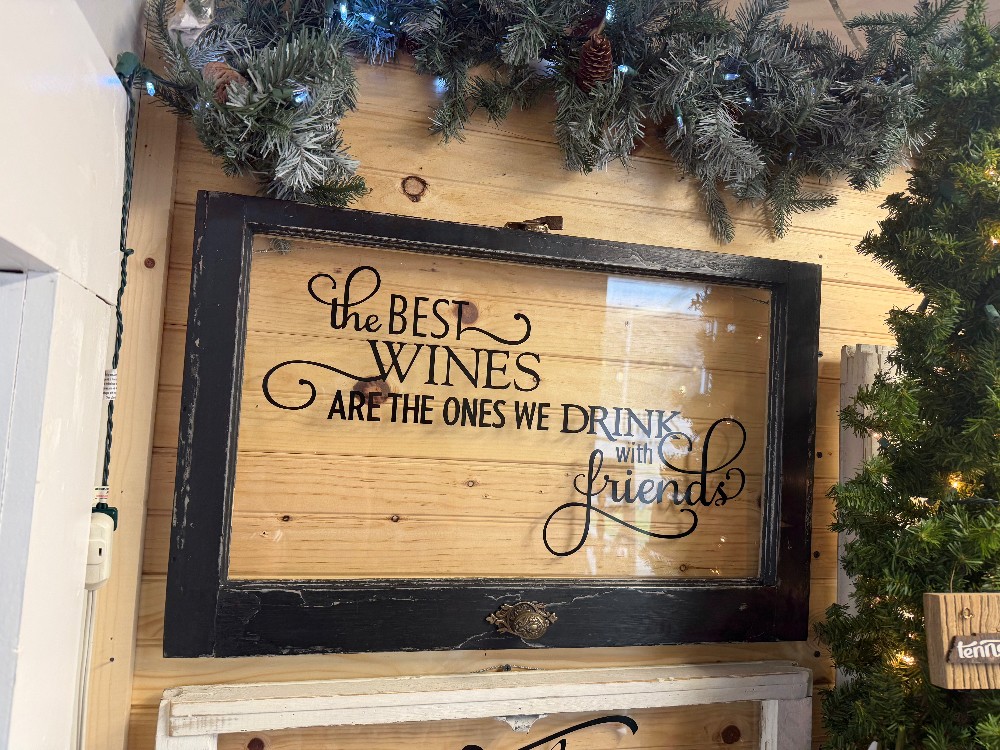 the BEST
WINES
ARE THE ONES WE DRINK
with
friends